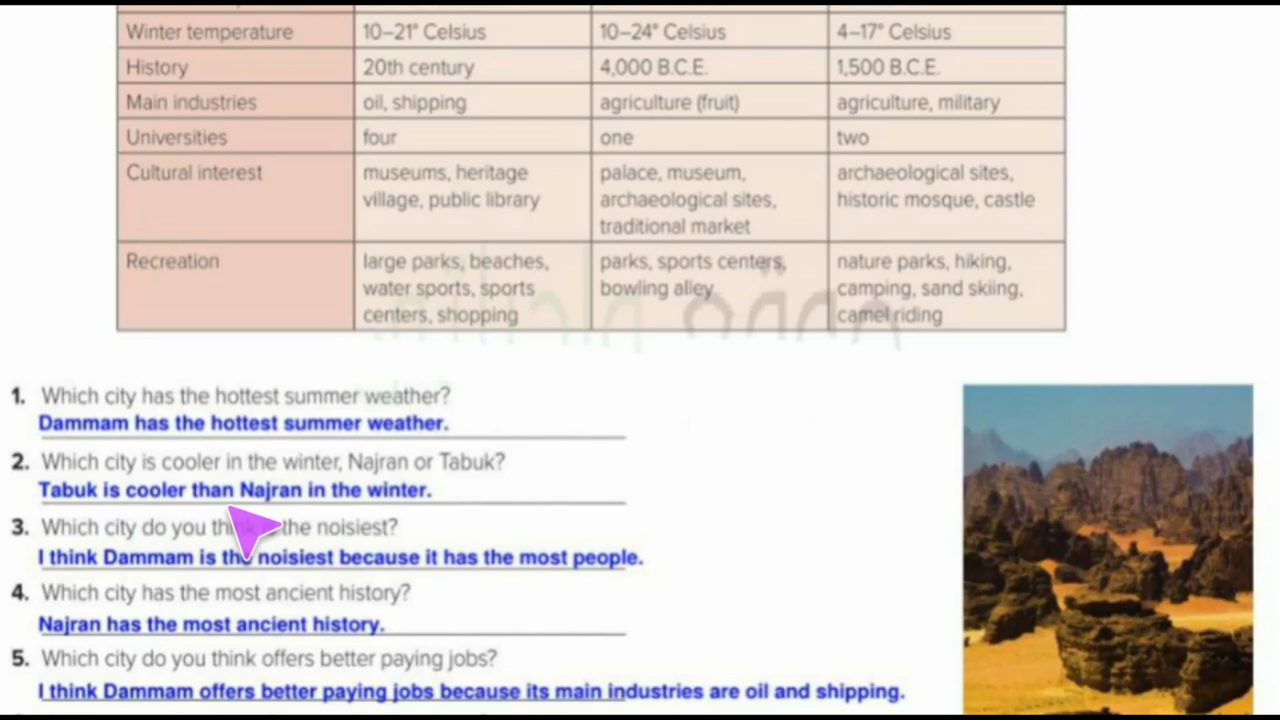 Winter temperature 10–21° Celsius 10–24° Celsius 4–17° Celsius
History 20th century 4,000 B.C.E. 1,500 B.C.E.
Main industries oil, shipping agriculture (fruit) agriculture, military
Universities four one two
Cultural interest museums, heritage palace, museum, archaeological sites,
village, public library archaeological sites, historic mosque, castle
traditional market
Recreation large parks, beaches, parks, sports centers, nature parks, hiking,
water sports, sports bowling alley camping, sand skiing,
centers, shopping camel riding
1. Which city has the hottest summer weather?
Dammam has the hottest summer weather.
2. Which city is cooler in the winter, Najran or Tabuk?
Tabuk is cooler than Najran in the winter.
3. Which city do you think the noisiest?
I think Dammam is the noisiest because it has the most people.
4. Which city has the most ancient history?
Najran has the most ancient history.
5. Which city do you think offers better paying jobs?
I think Dammam offers better paying jobs because its main industries are oil and shipping.